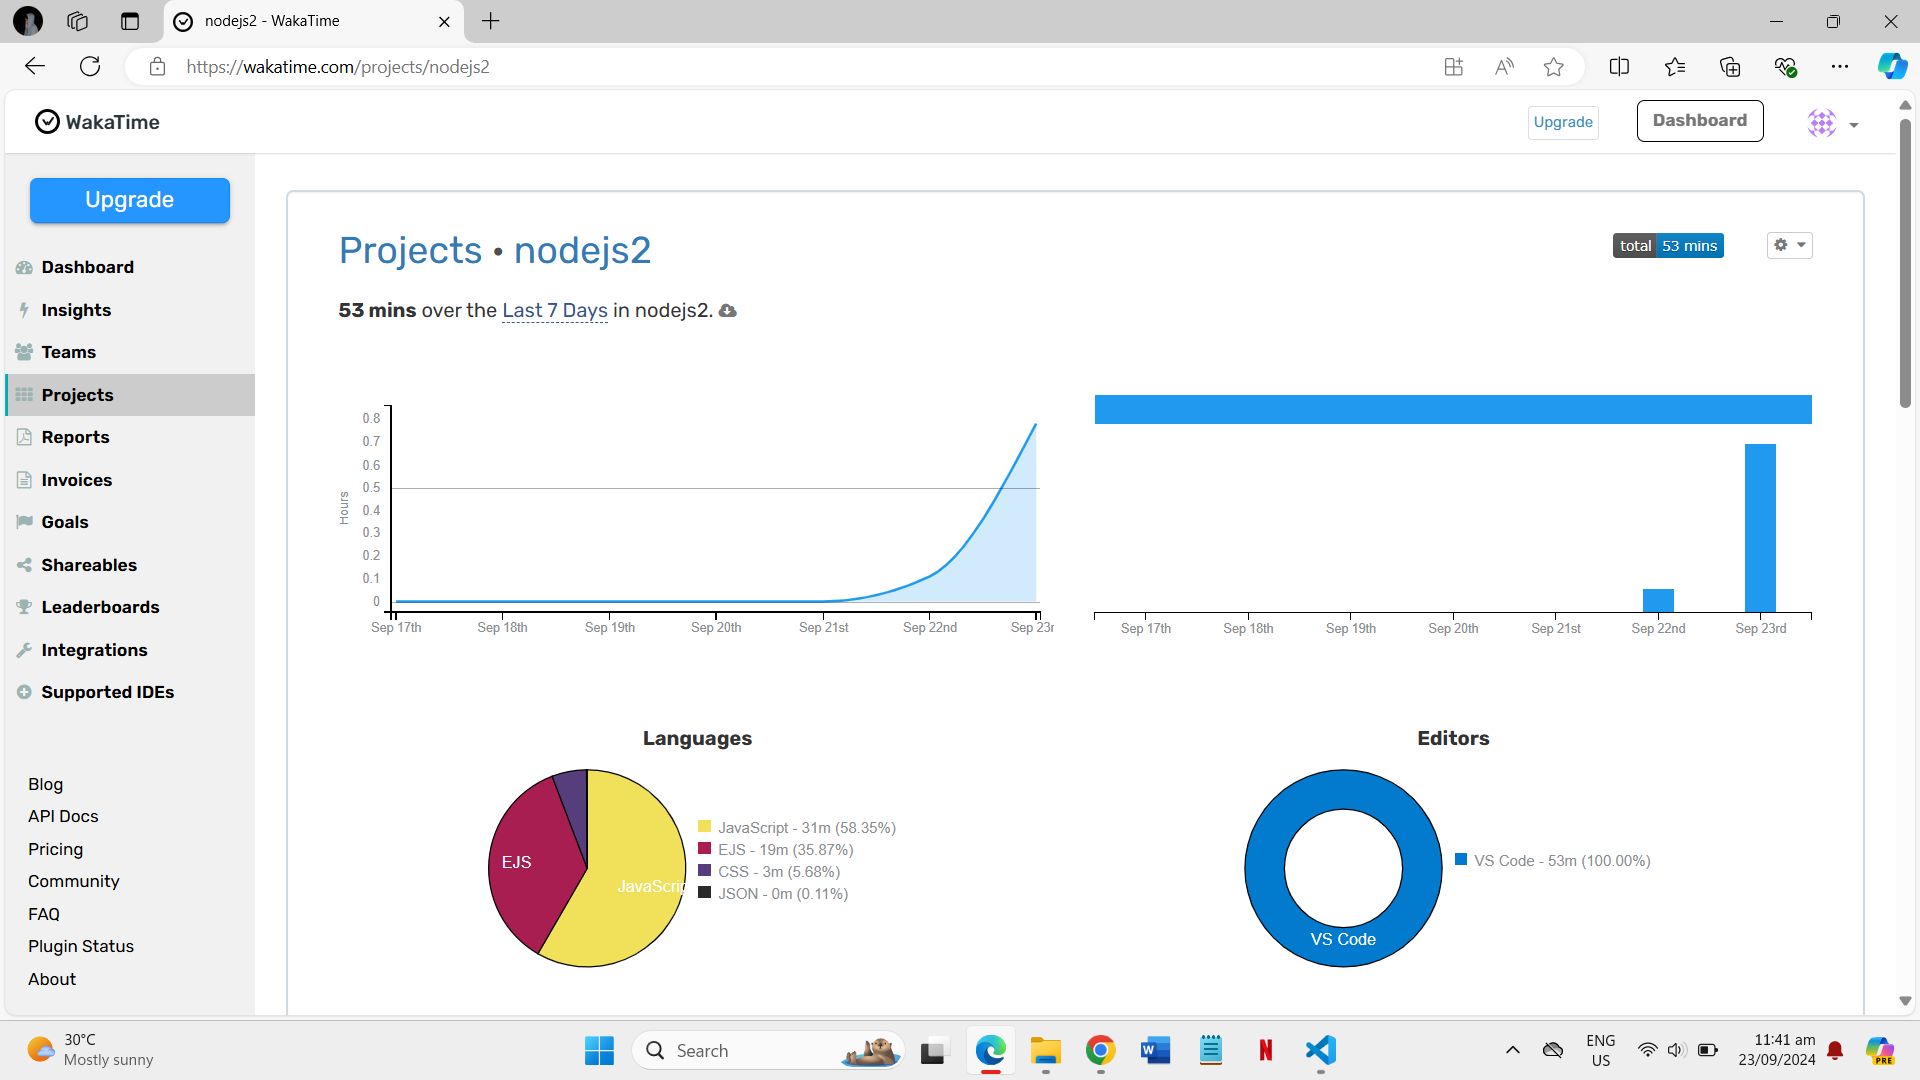 nodejs2 - WakaTime
https://wakatime.com/projects/nodejs2
WakaTime
Upgrade
Dashboard
Upgrade
Dashboard
Insights
Teams
Projects
Reports
Invoices
Goals
Shareables
Leaderboards
Integrations
Supported IDEs
Blog
API Docs
Pricing
Community
FAQ
Plugin Status
About
Projects • nodejs2
total 53 mins
53 mins over the Last 7 Days in nodejs2.
Hours
0.8
0.7
0.6
0.5
0.4
0.3
0.2
0.1
0
Sep 17th Sep 18th Sep 19th Sep 20th Sep 21st Sep 22nd Sep 23r
Sep 17th Sep 18th Sep 19th Sep 20th Sep 21st Sep 22nd Sep 23rd
Languages
EJS
JavaScrip
JavaScript - 31m (58.35%)
EJS - 19m (35.87%)
CSS - 3m (5.68%)
JSON - 0m (0.11%)
Editors
VS Code
VS Code - 53m (100.00%)
30°C
Mostly sunny
Search
ENG
US
11:41 am
23/09/2024
PRE